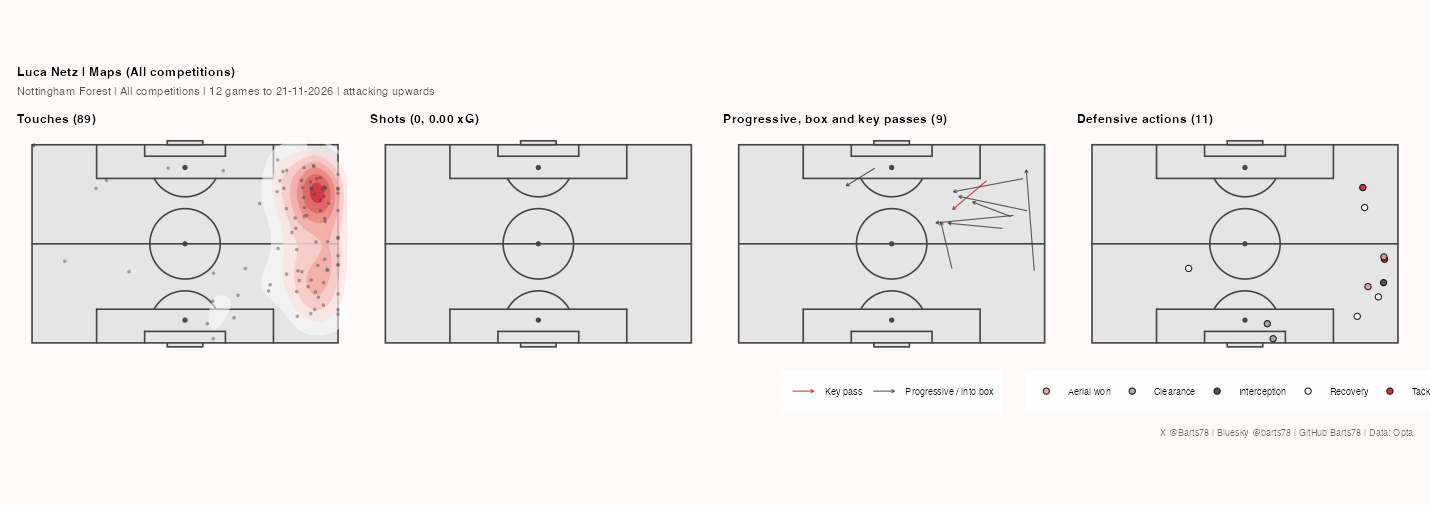 Luca Netz | Maps (All competitions)
Nottingham Forest | All competitions | 12 games to 21-11-2026 | attacking upwards
Touches (89)
Shots (0, 0.00 xG)
Progressive, box and key passes (9)
Defensive actions (11)
Key pass
Progressive / into box
Aerial won
Clearance
Interception
Recovery
Tack
X @Barts78 | Bluesky @barts78 | GitHub Barts78 | Data: Opta